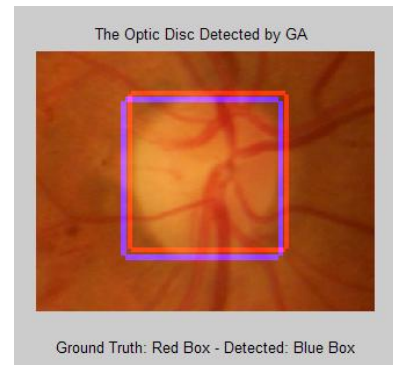 The Optic Disc Detected by GA
Ground Truth: Red Box - Detected: Blue Box